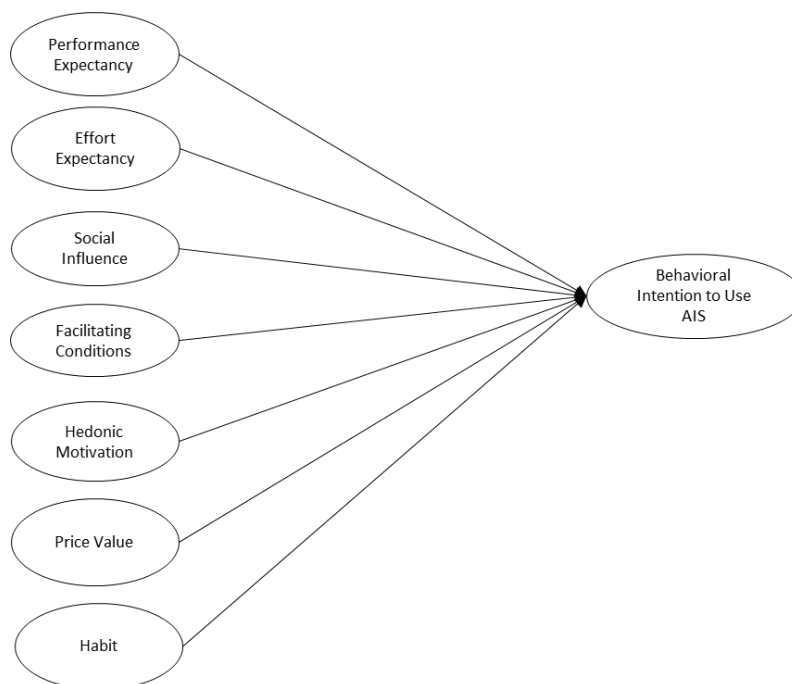 Performance
Expectancy
Effort
Expectancy
Social
Influence
Facilitating
Conditions
Hedonic
Motivation
Price Value
Habit
Behavioral
Intention to Use
AIS